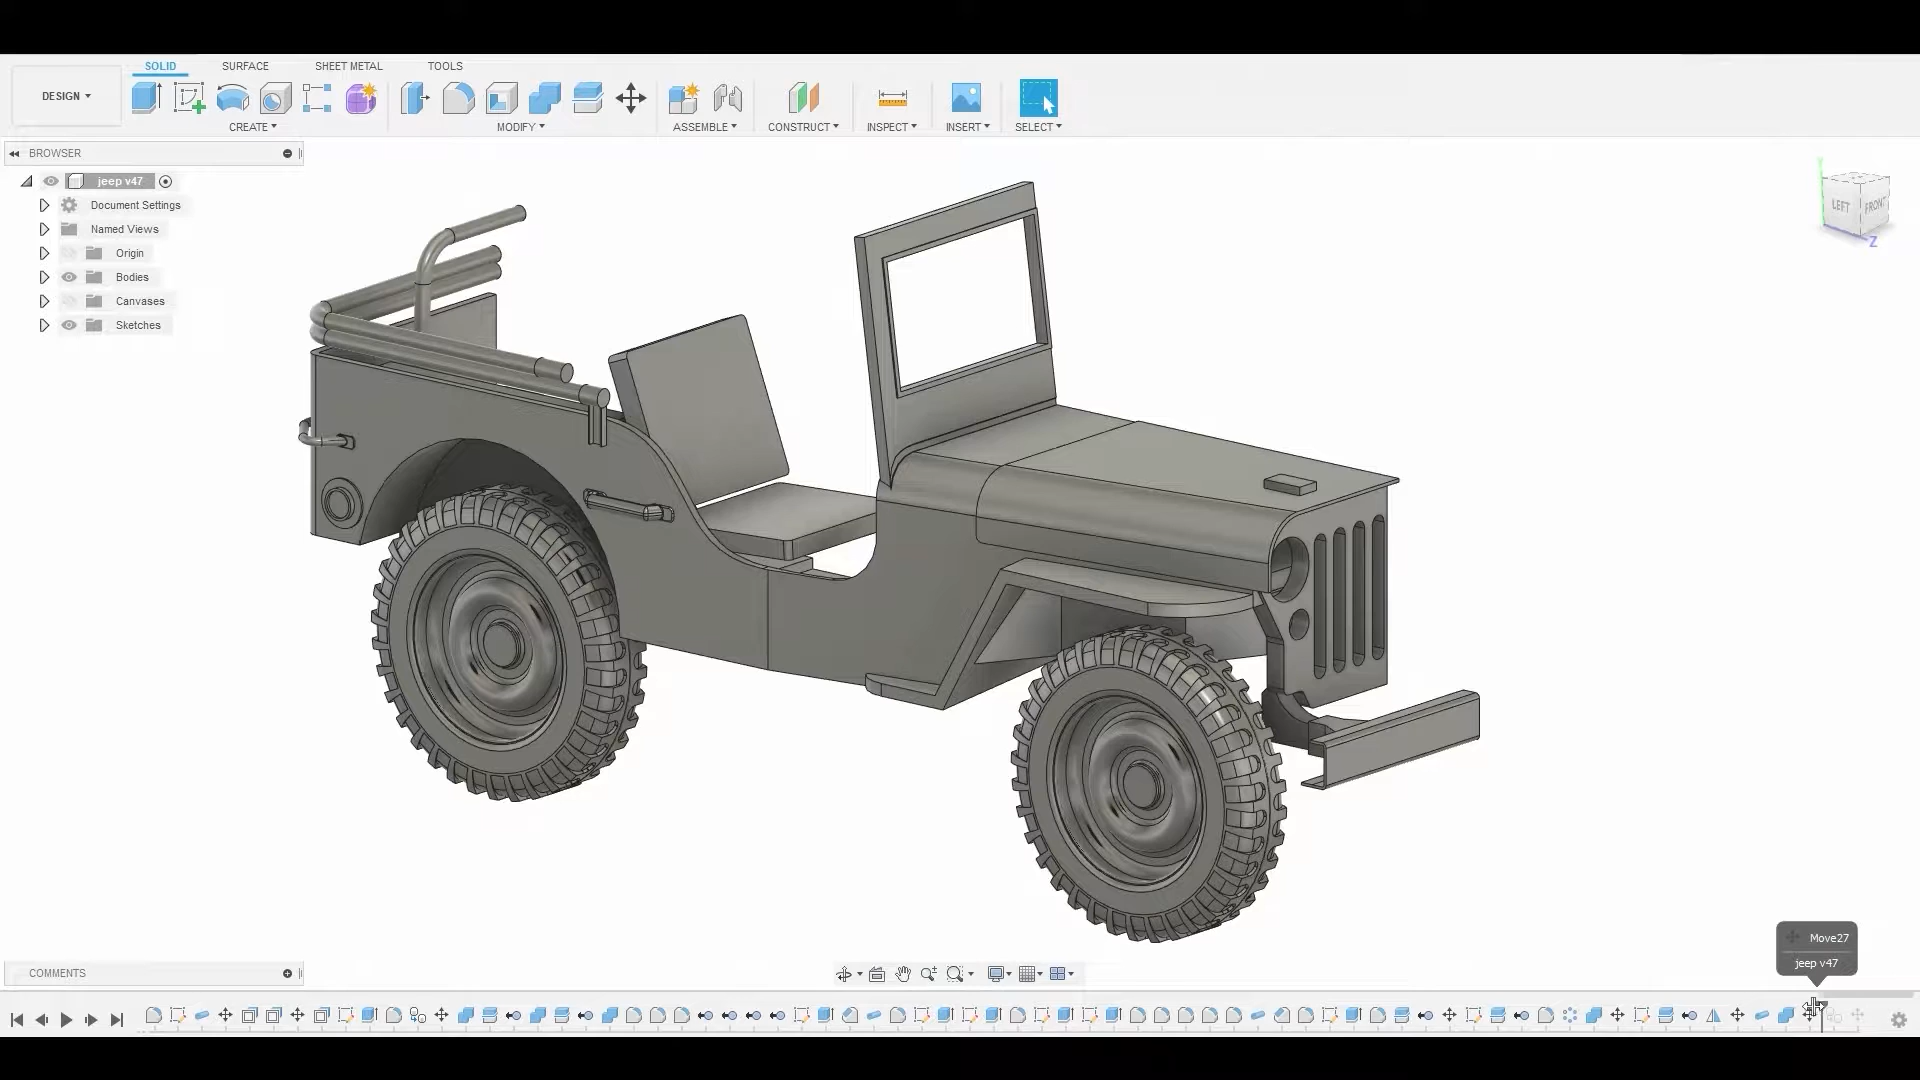 SOLID SURFACE SHEET METAL TOOLS
DESIGN
CREATE MODIFY ASSEMBLE CONSTRUCT INSPECT INSERT SELECT
BROWSER
jeep v47
Document Settings
Named Views
Origin
Bodies
Canvases
Sketches
Y
LEFT FRONT
Z
Move27
jeep v47
COMMENTS